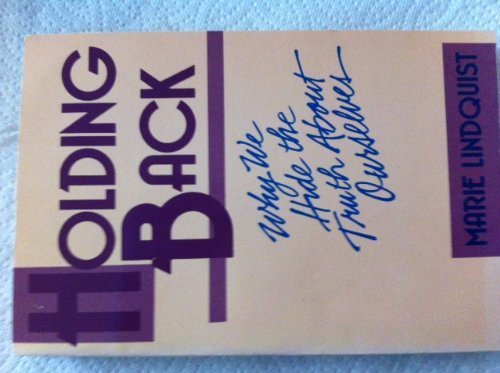 HOLDING
BACK
Why We
Hide the
Truth About
Ourselves
MARIE LINDQUIST